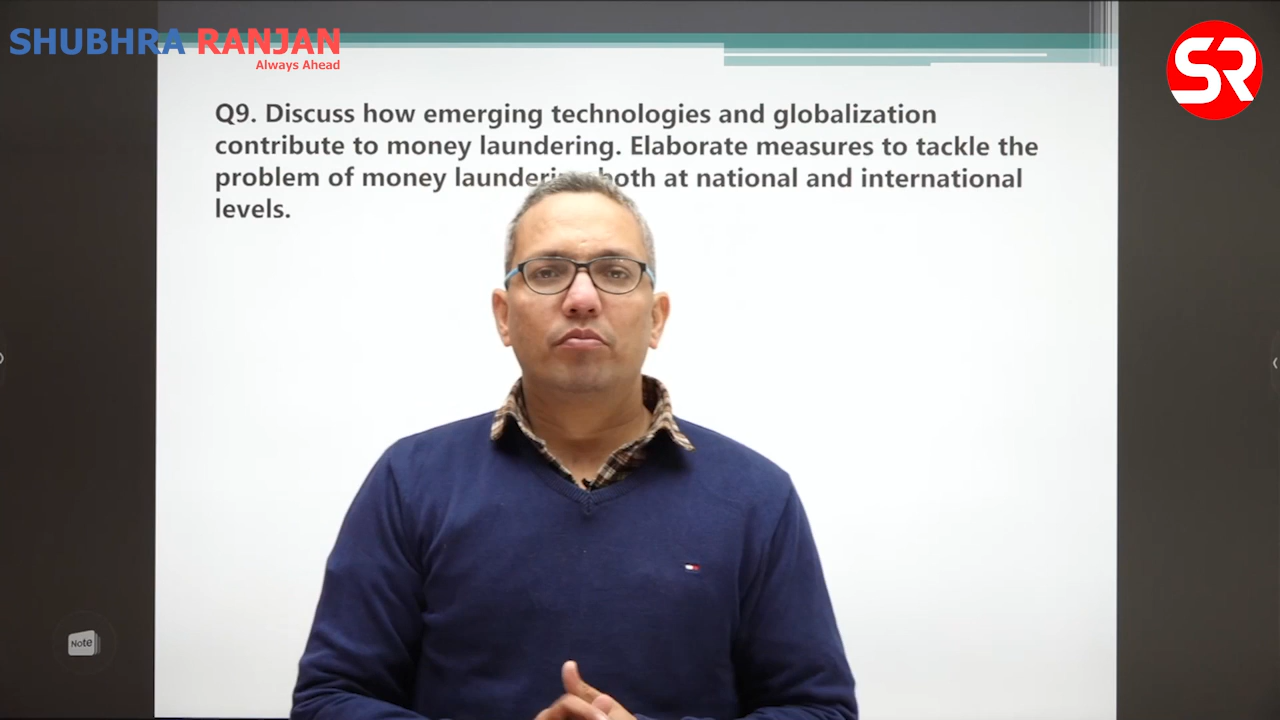 SHUBHRA RANJAN
Always Ahead
SR
Q9. Discuss how emerging technologies and globalization
contribute to money laundering. Elaborate measures to tackle the
problem of money both at national and international
levels.
Note